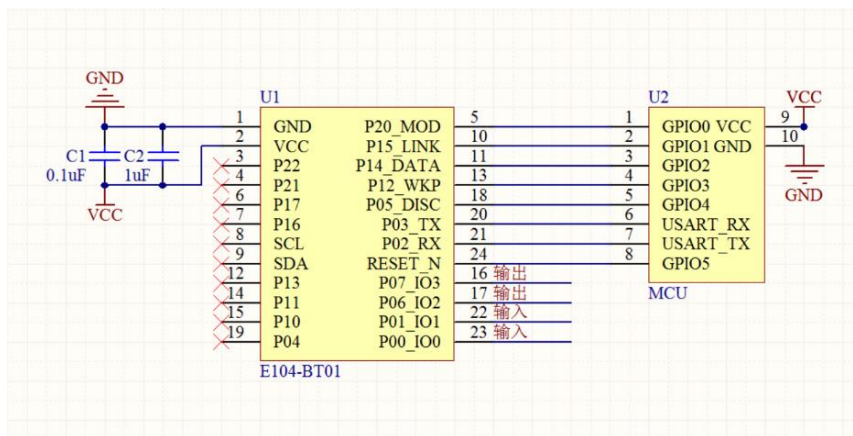 GND
C1
0.1uF
C2
1uF
VCC
U1
1 GND P20_MOD 5
2 VCC P15_LINK 10
3 P22 P14_DATA 11
4 P21 P12_WKP 13
6 P17 P05_DISC 18
7 P16 P03_TX 20
8 SCL P02_RX 21
9 SDA RESET_N 24
12 P13 P07_IO3 16 输出
14 P11 P06_IO2 17 输出
15 P10 P01_IO1 22 输入
19 P04 P00_IO0 23 输入
E104-BT01
U2
1 GPIO0 VCC 9
2 GPIO1 GND 10
3 GPIO2
4 GPIO3
5 GPIO4
6 USART_RX
7 USART_TX
8 GPIO5
MCU
VCC
GND